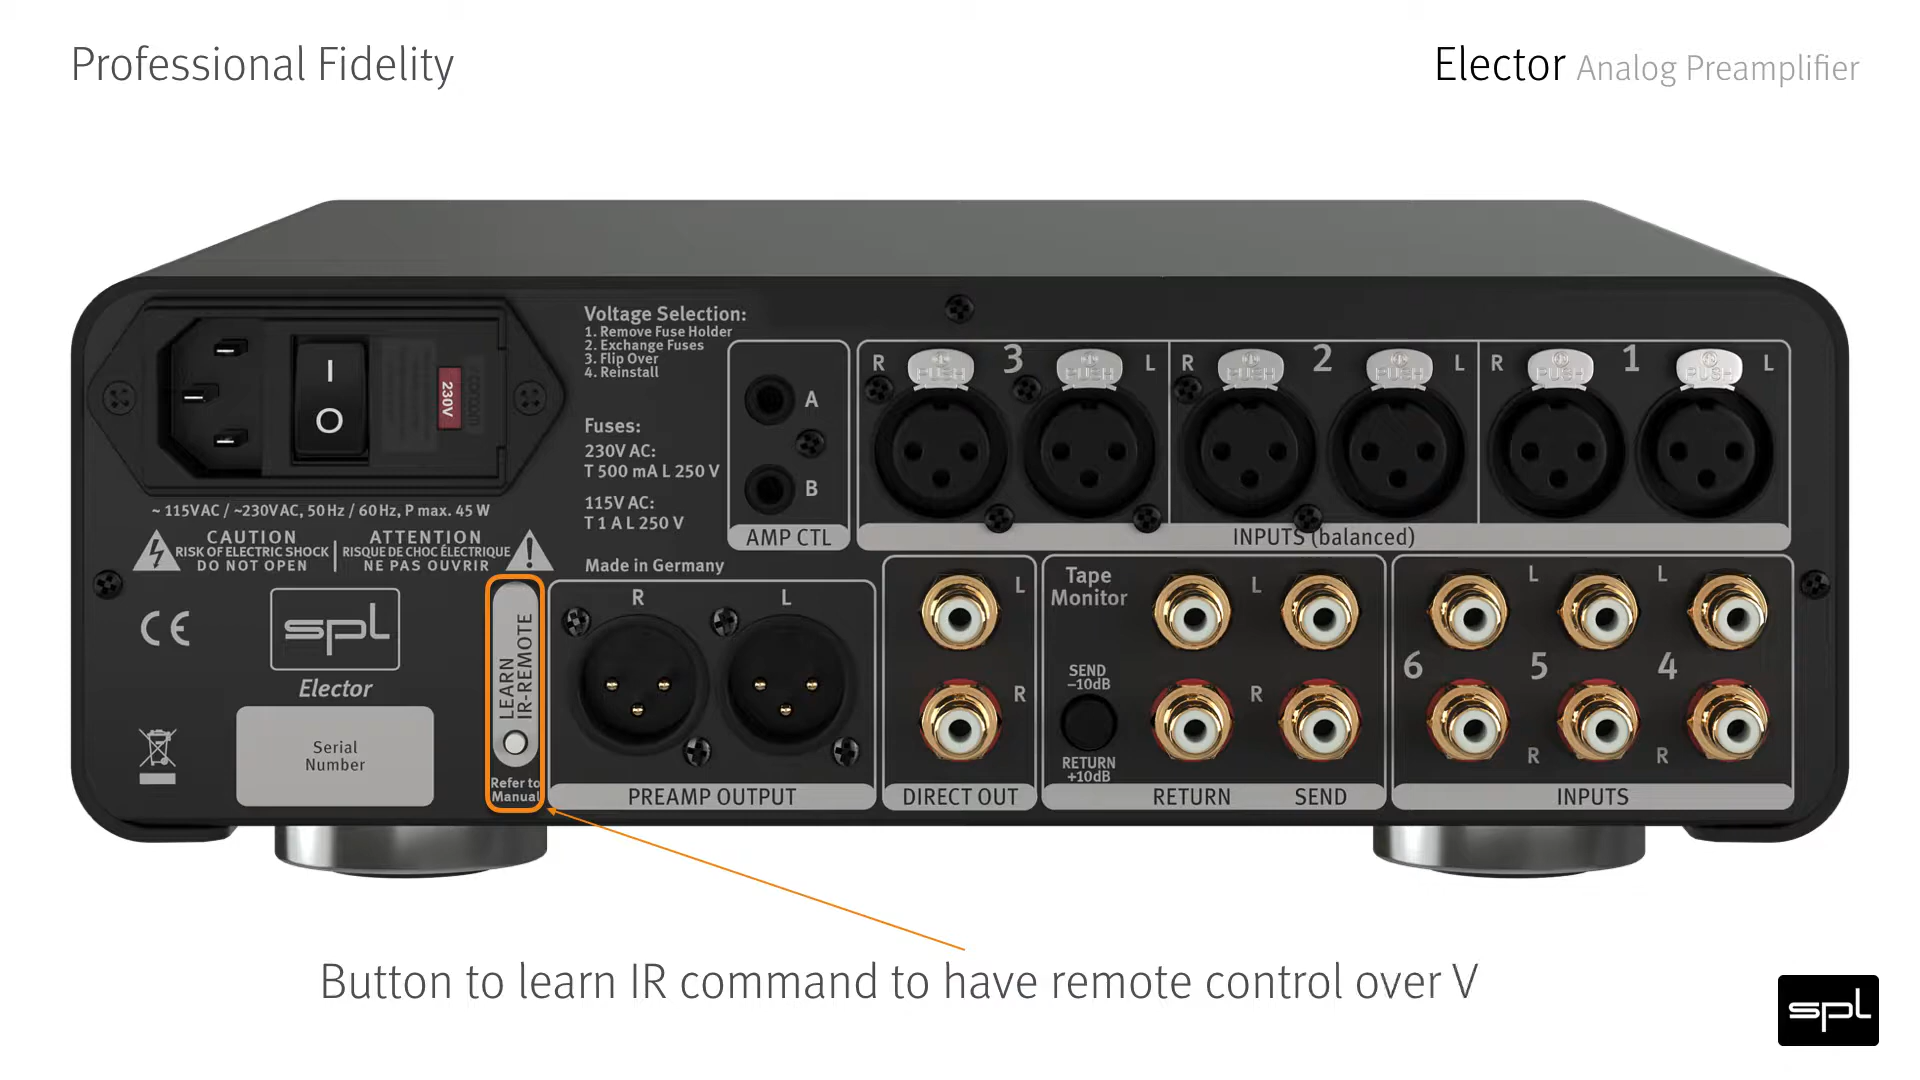 Professional Fidelity
Elector Analog Preamplifier
Voltage Selection:
1. Remove Fuse Holder
2. Exchange Fuses
3. Flip Over
4. Reinstall
Fuses:
230V AC:
T 500 mA L 250 V
115V AC:
T 1 A L 250 V
Made in Germany
I
O
230V
~ 115VAC / ~230VAC, 50Hz / 60Hz, P max. 45 W
CAUTION
RISK OF ELECTRIC SHOCK
DO NOT OPEN
ATTENTION
RISQUE DE CHOC ÉLECTRIQUE
NE PAS OUVRIR
A
B
AMP CTL
R 3 L
R 2 L
R 1 L
PUSH PUSH PUSH PUSH PUSH PUSH
INPUTS (balanced)
CE
spl
Elector
Serial
Number
LEARN
IR-REMOTE
Refer to
Manual
R L
PREAMP OUTPUT
L
R
DIRECT OUT
Tape
Monitor
SEND
–10dB
RETURN
+10dB
L
R
RETURN SEND
L L
6 5 4
R R
INPUTS
Button to learn IR command to have remote control over V
spl